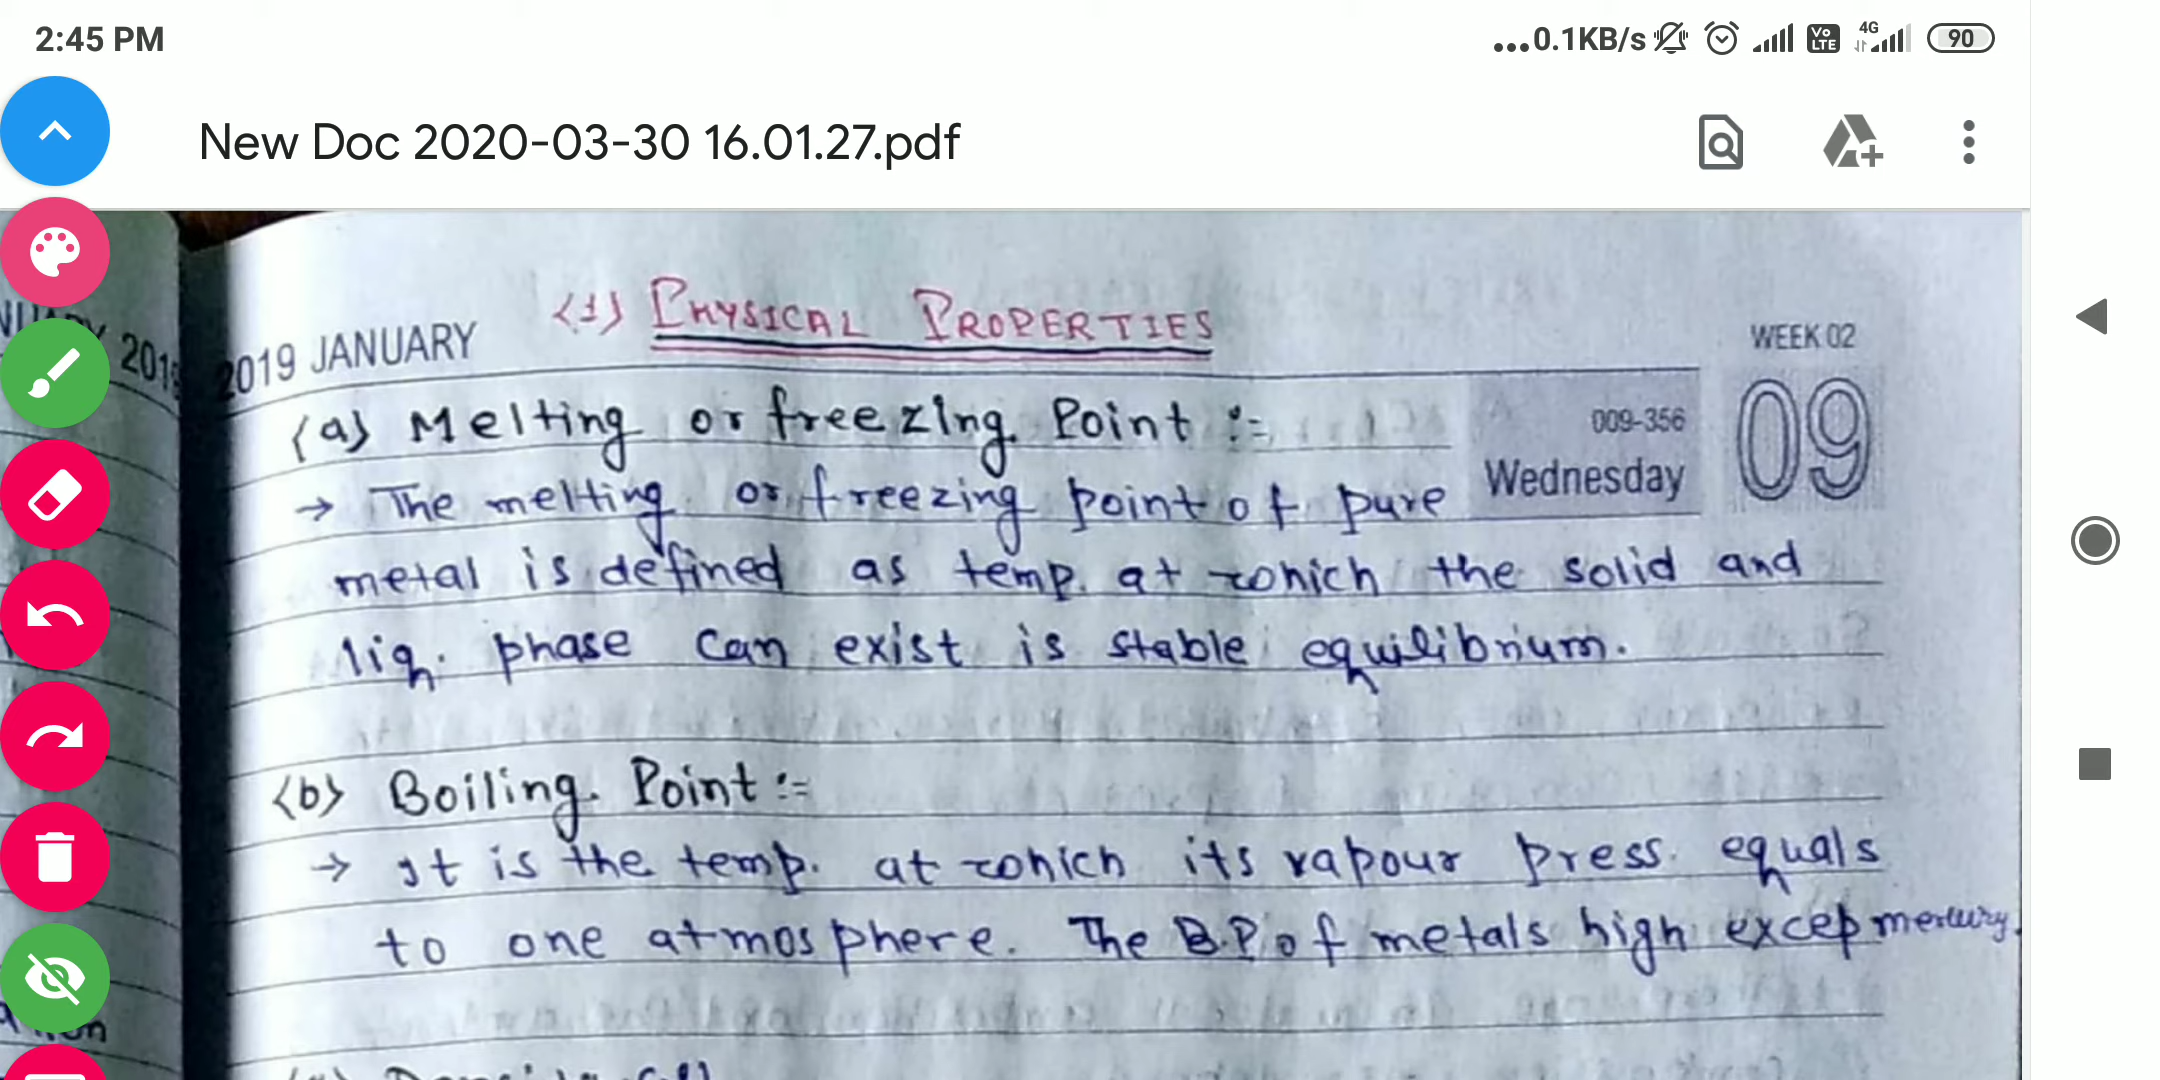 2:45 PM
...0.1KB/s
Vo LTE
4G
90
New Doc 2020-03-30 16.01.27.pdf
2019 JANUARY
(1) PHYSICAL PROPERTIES
WEEK 02
(a) Melting or freezing Point :-
009-356
09
Wednesday
→ The melting or freezing point of pure
metal is defined as temp. at which the solid and
liq. phase can exist is stable equilibrium.
(b) Boiling Point :-
→ It is the temp. at which its vapour press. equals
to one atmosphere. The B.P. of metals high excep mercury.